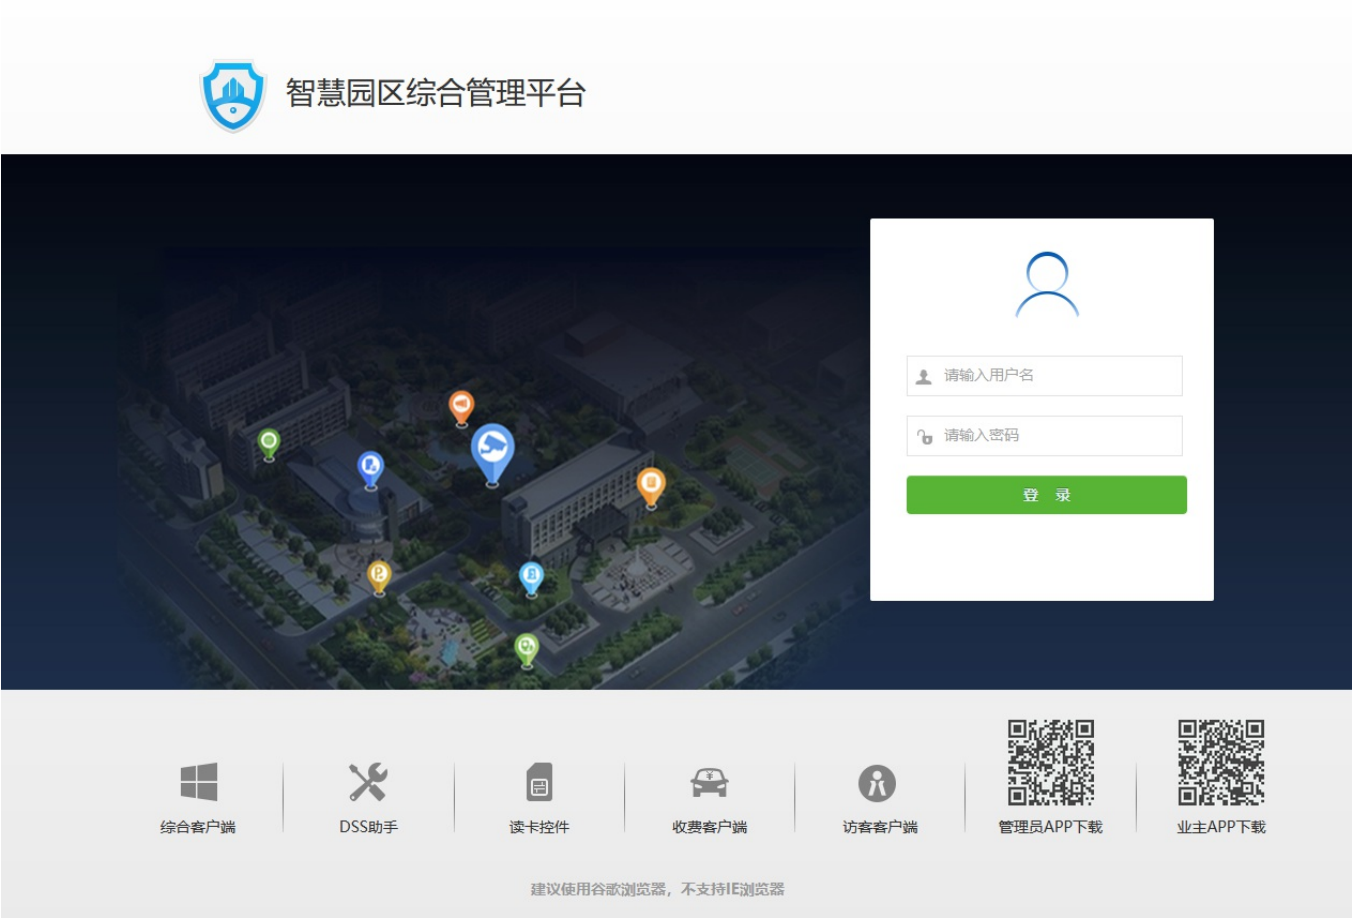 智慧园区综合管理平台
请输入用户名
请输入密码
登 录
综合客户端
DSS助手
读卡控件
收费客户端
访客客户端
管理员APP下载
业主APP下载
建议使用谷歌浏览器，不支持IE浏览器